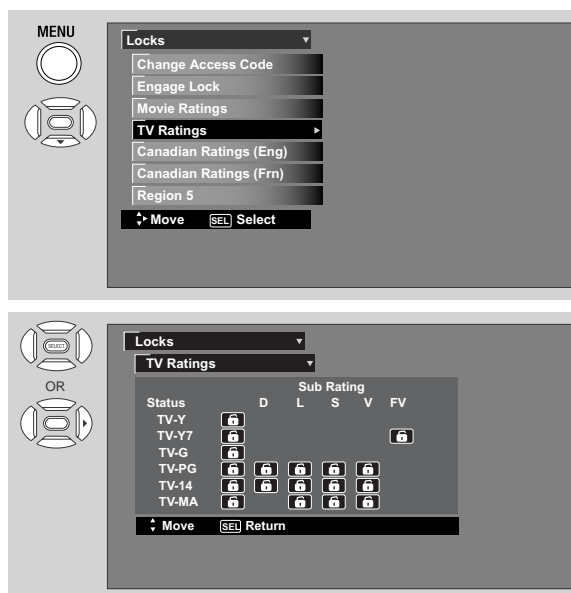 MENU
Locks
Change Access Code
Engage Lock
Movie Ratings
TV Ratings
Canadian Ratings (Eng)
Canadian Ratings (Frn)
Region 5
Move SEL Select
SELECT
OR
Locks
TV Ratings
Sub Rating
Status D L S V FV
TV-Y
TV-Y7
TV-G
TV-PG
TV-14
TV-MA
Move SEL Return